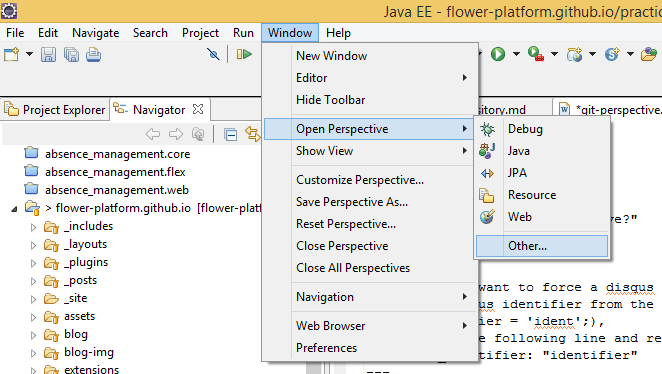 Java EE - flower-platform.github.io/practic
File Edit Navigate Search Project Run Window Help
New Window
Editor
Hide Toolbar
Open Perspective
Show View
Customize Perspective...
Save Perspective As...
Reset Perspective...
Close Perspective
Close All Perspectives
Navigation
Web Browser
Preferences
Debug
Java
JPA
Resource
Web
Other...
Project Explorer Navigator
absence_management.core
absence_management.flex
absence_management.web
> flower-platform.github.io [flower-platf
_includes
_layouts
_plugins
_posts
_site
assets
blog
blog-img
extensions
sitory.md *git-perspective.
ve?"
want to force a disqus
us identifier from the
ier = 'ident';),
e following line and re
ntifier: "identifier"
---